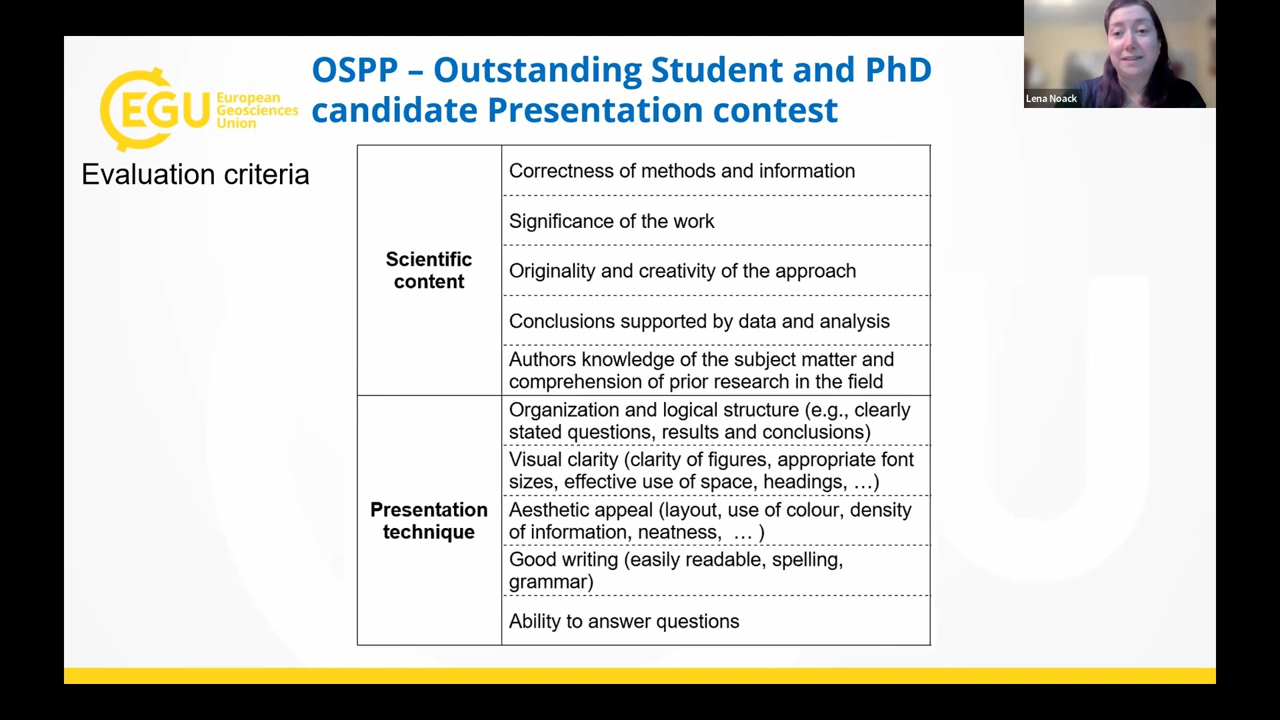 OSPP – Outstanding Student and PhD
candidate Presentation contest
EGU
European
Geosciences
Union
Lena Noack
Evaluation criteria
Scientific
content
Correctness of methods and information
Significance of the work
Originality and creativity of the approach
Conclusions supported by data and analysis
Authors knowledge of the subject matter and
comprehension of prior research in the field
Presentation
technique
Organization and logical structure (e.g., clearly
stated questions, results and conclusions)
Visual clarity (clarity of figures, appropriate font
sizes, effective use of space, headings, …)
Aesthetic appeal (layout, use of colour, density
of information, neatness, … )
Good writing (easily readable, spelling,
grammar)
Ability to answer questions